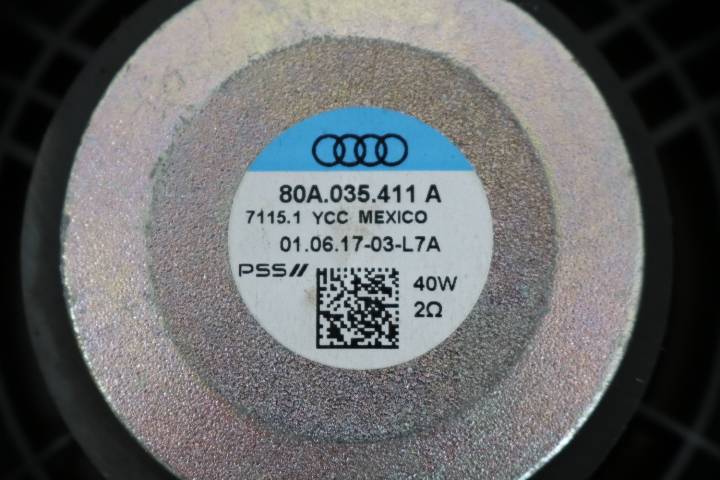 80A.035.411 A
7115.1 YCC MEXICO
01.06.17-03-L7A
PSS
40W
2Ω